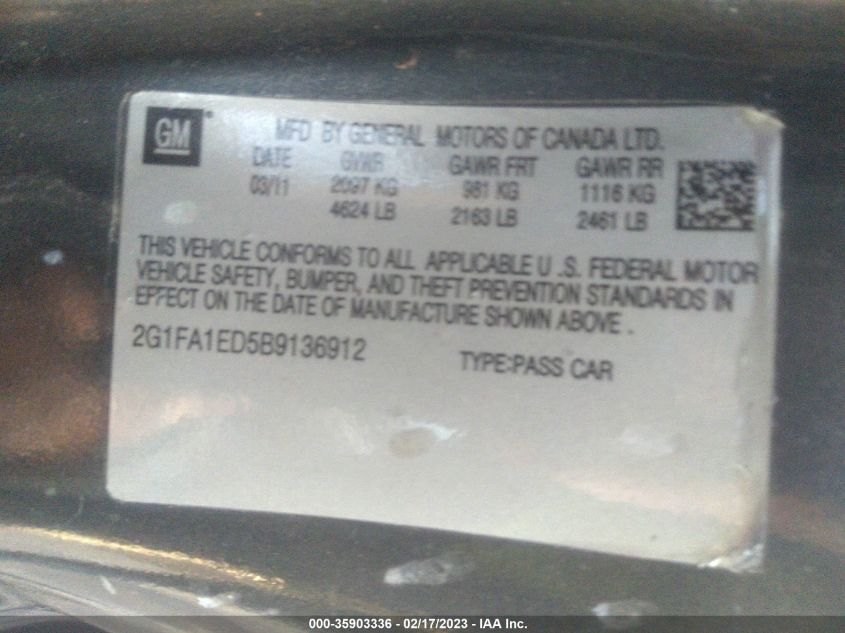 GM ®
MFD BY GENERAL MOTORS OF CANADA LTD.
DATE GVWR GAWR FRT GAWR RR
03/11 2097 KG 981 KG 1116 KG
4624 LB 2163 LB 2461 LB
THIS VEHICLE CONFORMS TO ALL APPLICABLE U .S. FEDERAL MOTOR
VEHICLE SAFETY, BUMPER, AND THEFT PREVENTION STANDARDS IN
EFFECT ON THE DATE OF MANUFACTURE SHOWN ABOVE .
2G1FA1ED5B9136912 TYPE:PASS CAR
000-35903336 - 02/17/2023 - IAA Inc.